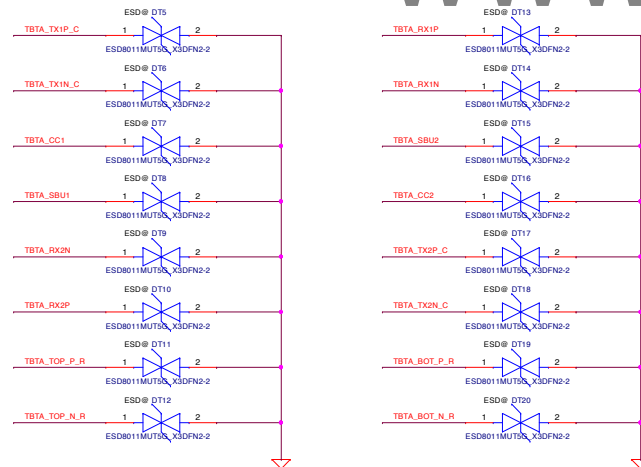 ESD@ DT5
TBTA_TX1P_C 1 2
ESD8011MUT5G_X3DFN2-2
ESD@ DT6
TBTA_TX1N_C 1 2
ESD8011MUT5G_X3DFN2-2
ESD@ DT7
TBTA_CC1 1 2
ESD8011MUT5G_X3DFN2-2
ESD@ DT8
TBTA_SBU1 1 2
ESD8011MUT5G_X3DFN2-2
ESD@ DT9
TBTA_RX2N 1 2
ESD8011MUT5G_X3DFN2-2
ESD@ DT10
TBTA_RX2P 1 2
ESD8011MUT5G_X3DFN2-2
ESD@ DT11
TBTA_TOP_P_R 1 2
ESD8011MUT5G_X3DFN2-2
ESD@ DT12
TBTA_TOP_N_R 1 2
ESD8011MUT5G_X3DFN2-2
ESD@ DT13
TBTA_RX1P 1 2
ESD8011MUT5G_X3DFN2-2
ESD@ DT14
TBTA_RX1N 1 2
ESD8011MUT5G_X3DFN2-2
ESD@ DT15
TBTA_SBU2 1 2
ESD8011MUT5G_X3DFN2-2
ESD@ DT16
TBTA_CC2 1 2
ESD8011MUT5G_X3DFN2-2
ESD@ DT17
TBTA_TX2P_C 1 2
ESD8011MUT5G_X3DFN2-2
ESD@ DT18
TBTA_TX2N_C 1 2
ESD8011MUT5G_X3DFN2-2
ESD@ DT19
TBTA_BOT_P_R 1 2
ESD8011MUT5G_X3DFN2-2
ESD@ DT20
TBTA_BOT_N_R 1 2
ESD8011MUT5G_X3DFN2-2